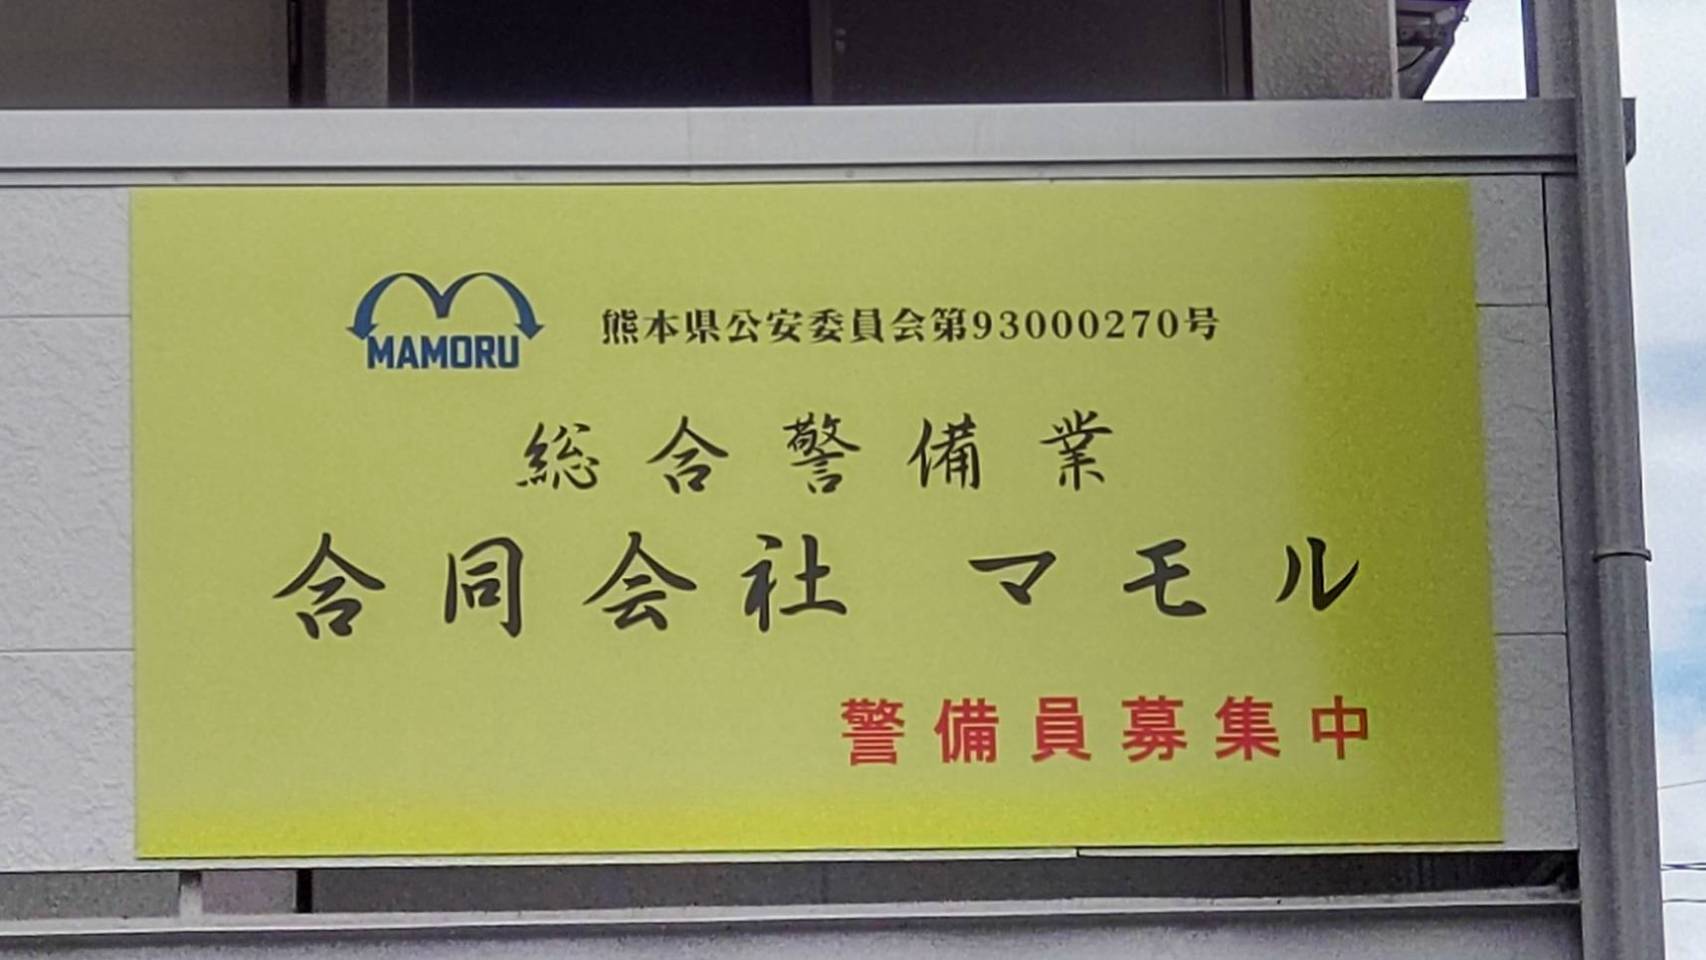 MAMORU
熊本県公安委員会第93000270号
総合警備業
合同会社 マモル
警備員募集中